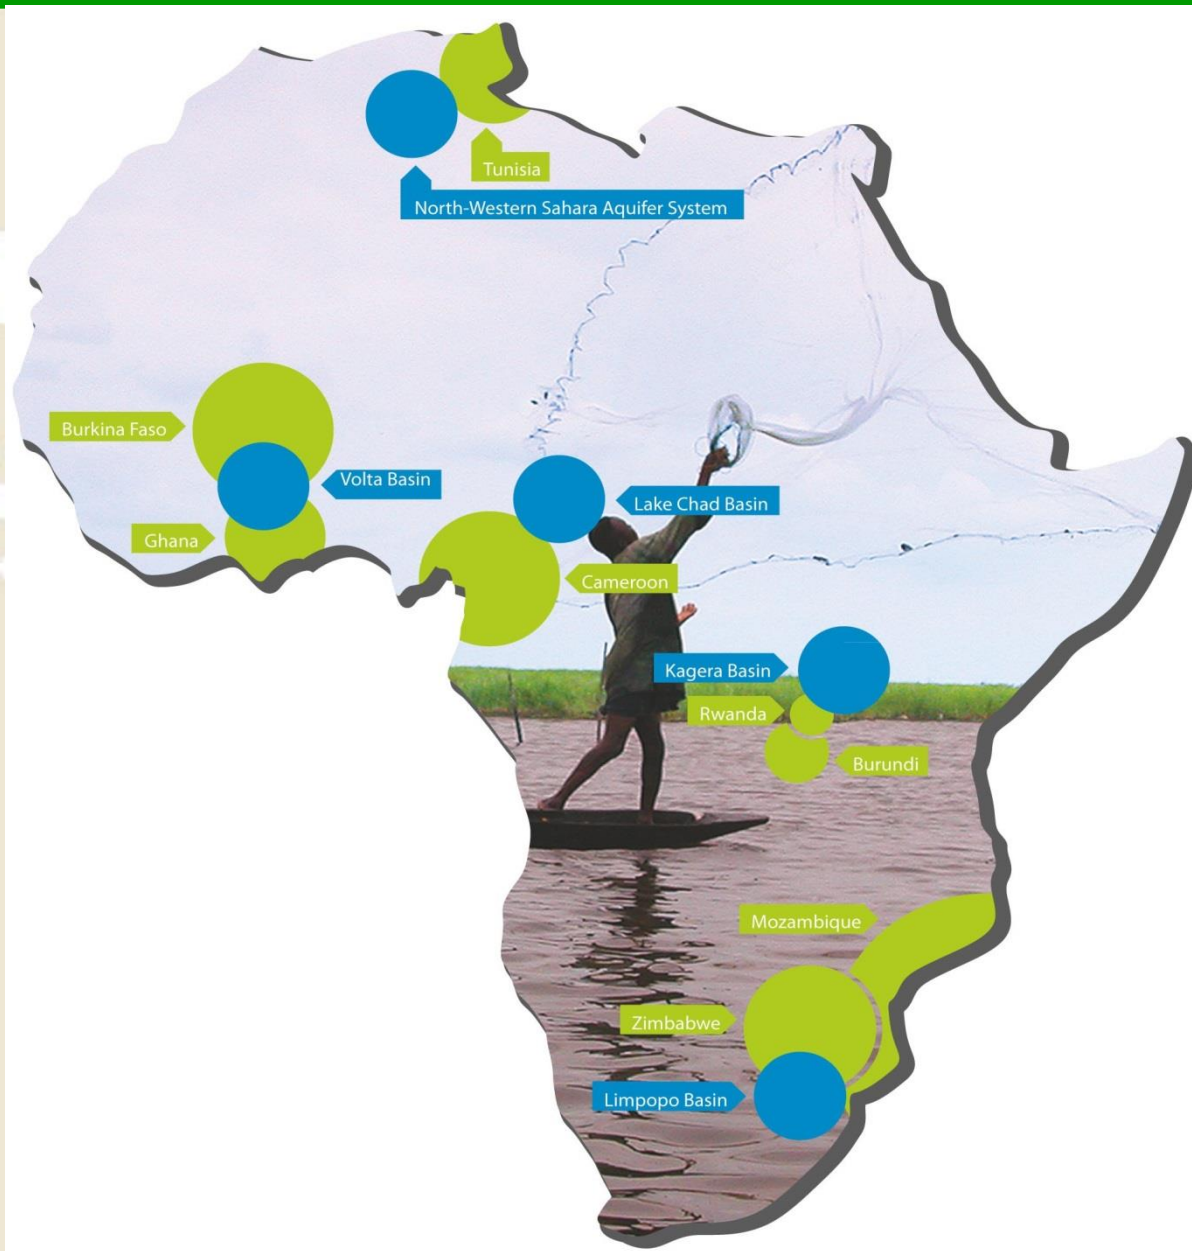 Tunisia
North-Western Sahara Aquifer System
Burkina Faso
Volta Basin
Lake Chad Basin
Ghana
Cameroon
Kagera Basin
Rwanda
Burundi
Mozambique
Zimbabwe
Limpopo Basin